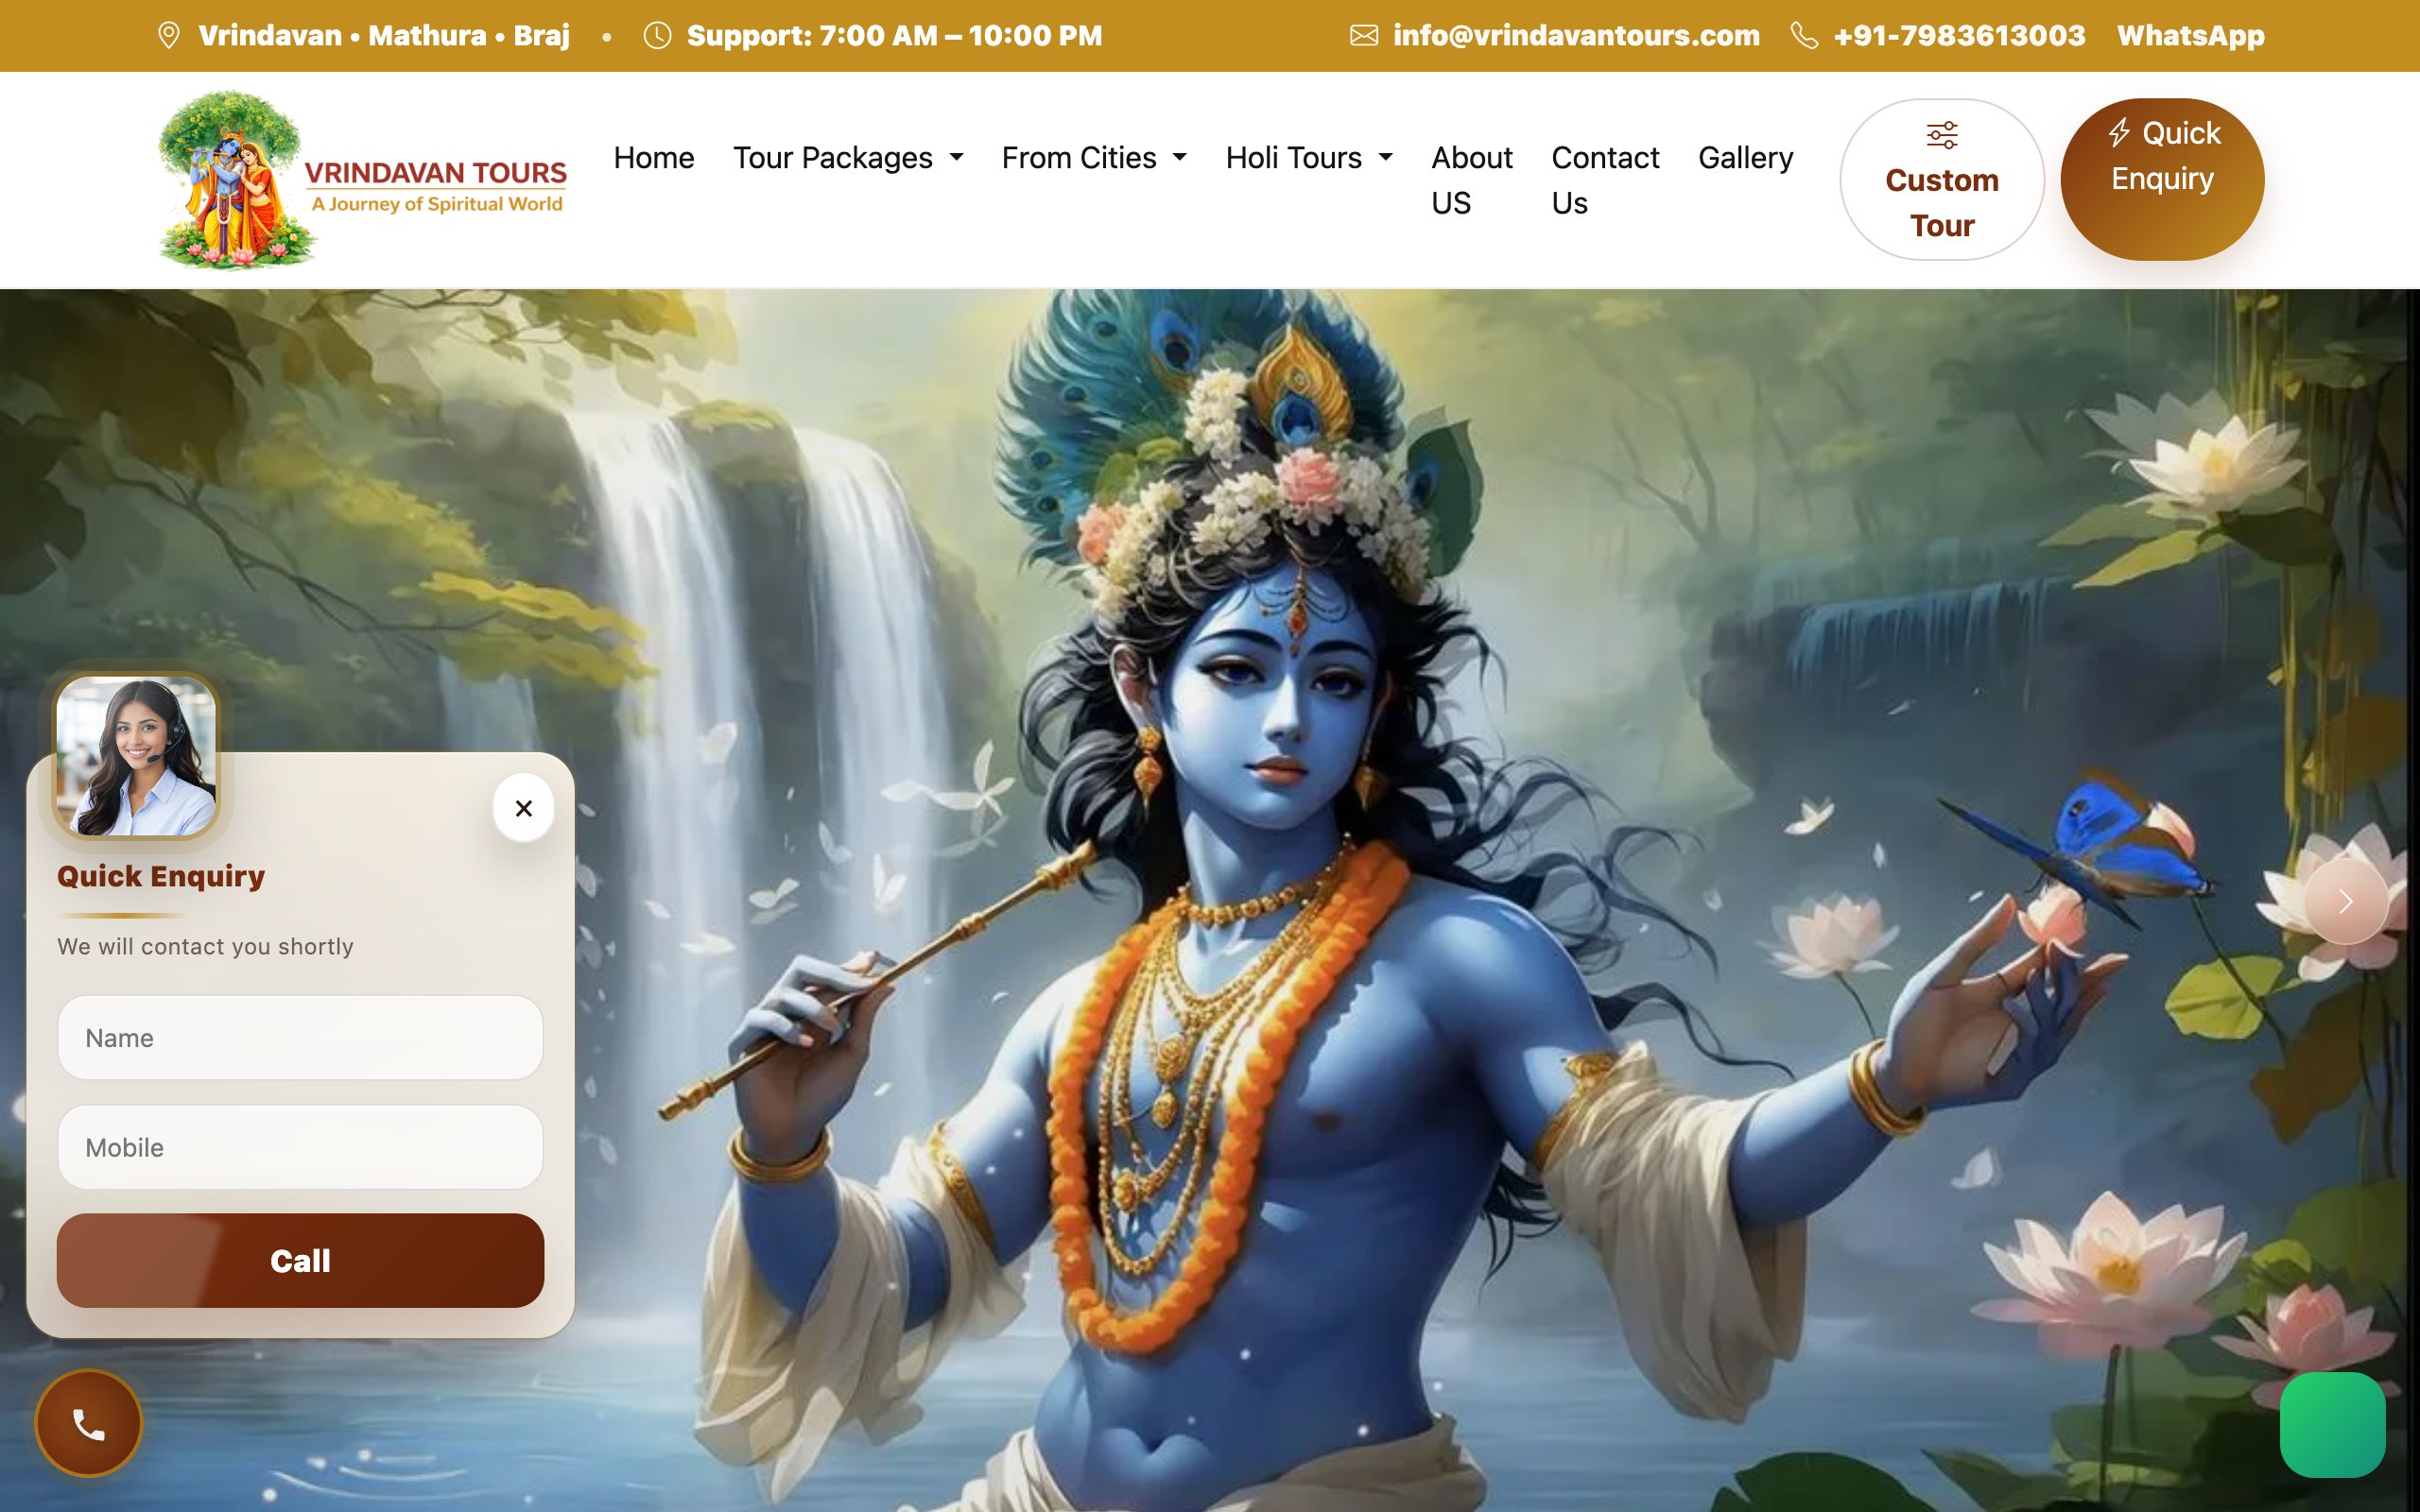 Vrindavan • Mathura • Braj • Support: 7:00 AM – 10:00 PM info@vrindavantours.com +91-7983613003 WhatsApp
VRINDAVAN TOURS
A Journey of Spiritual World
Home Tour Packages From Cities Holi Tours About US Contact Us Gallery
Custom
Tour
Quick
Enquiry
Quick Enquiry
We will contact you shortly
Name
Mobile
Call